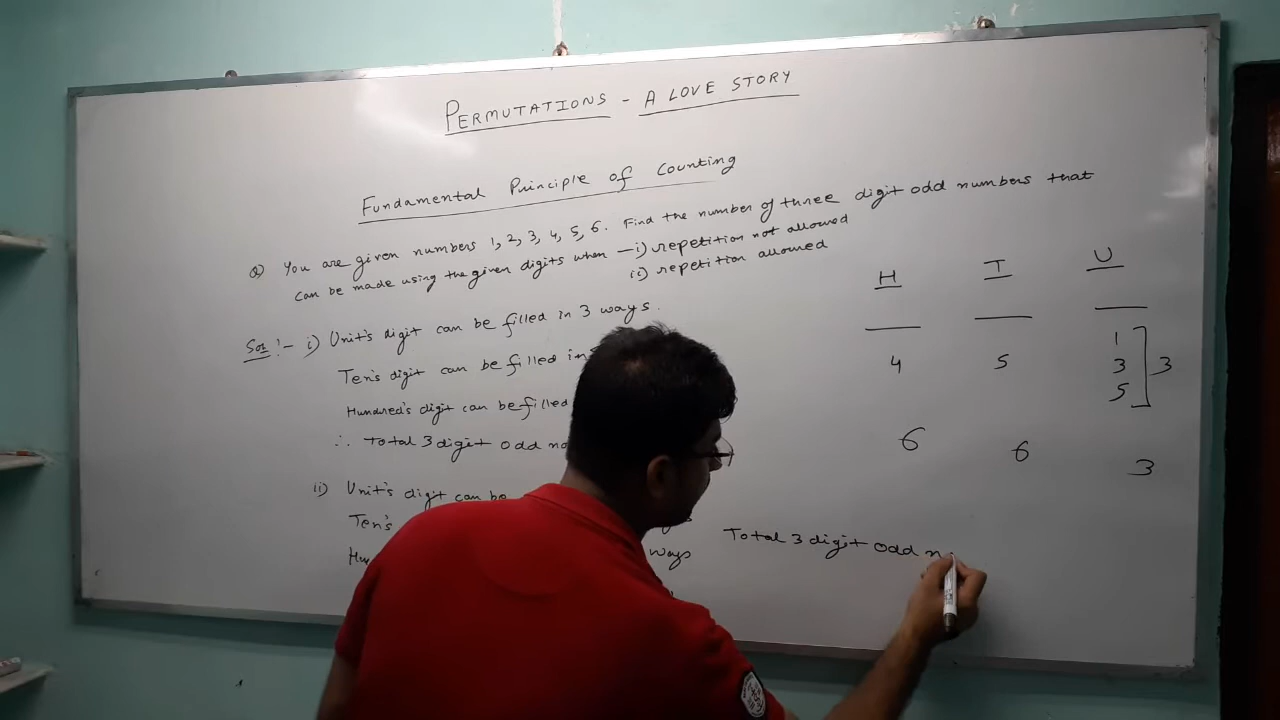 PERMUTATIONS - A LOVE STORY
Fundamental Principle of Counting
Q) You are given numbers 1, 2, 3, 4, 5, 6. Find the number of three digit odd numbers that
can be made using the given digits when - i) repetition not allowed
ii) repetition allowed
H T U
Sol:- i) Unit's digit can be filled in 3 ways.
1
Ten's digit can be filled in
4 5 3 3
5
Hundred's digit can be filled
∴ Total 3 digit odd no
6 6 3
ii) Unit's digit can be
Ten's
ways
Total 3 digit odd n